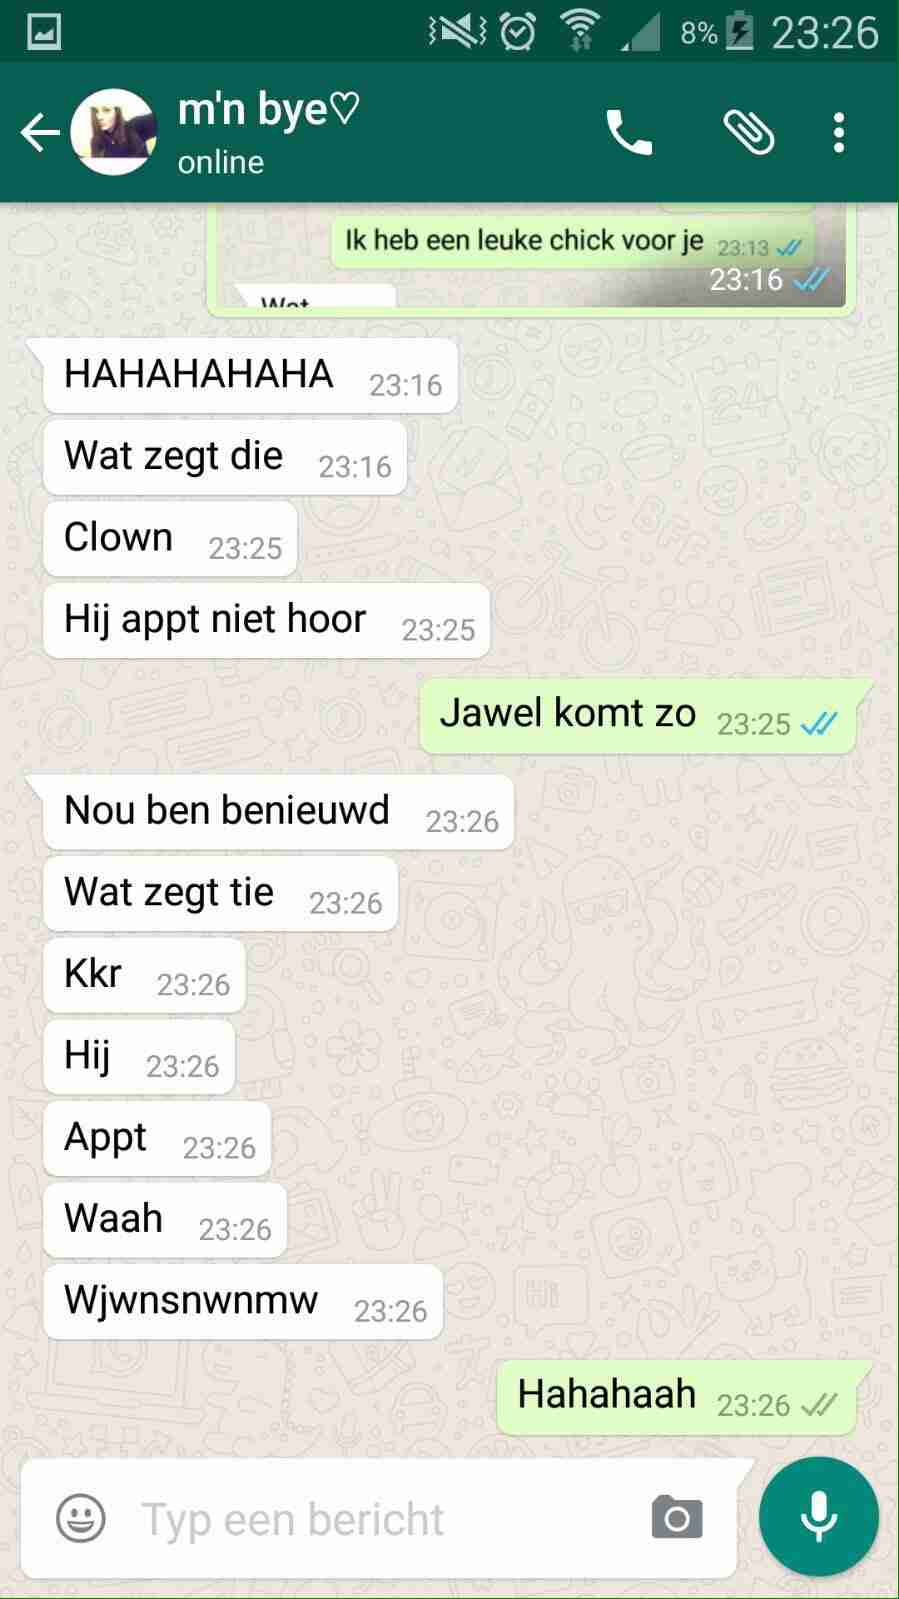 8% 23:26
m'n bye♡
online
Ik heb een leuke chick voor je 23:13
23:16
Wat
HAHAHAHAHA 23:16
Wat zegt die 23:16
Clown 23:25
Hij appt niet hoor 23:25
Jawel komt zo 23:25
Nou ben benieuwd 23:26
Wat zegt tie 23:26
Kkr 23:26
Hij 23:26
Appt 23:26
Waah 23:26
Wjwnsnwnmw 23:26
Hahahaah 23:26
Typ een bericht